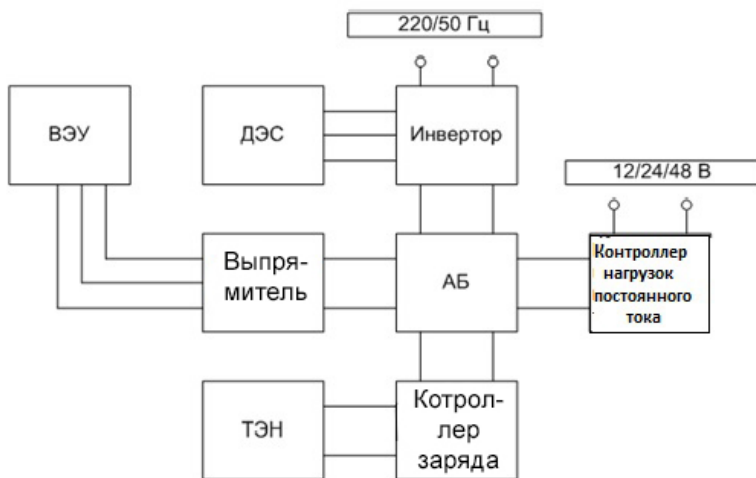 220/50 Гц
ВЭУ
ДЭС
Инвертор
12/24/48 В
Выпря-
митель
АБ
Контроллер
нагрузок
постоянного
тока
ТЭН
Котрол-
лер
заряда